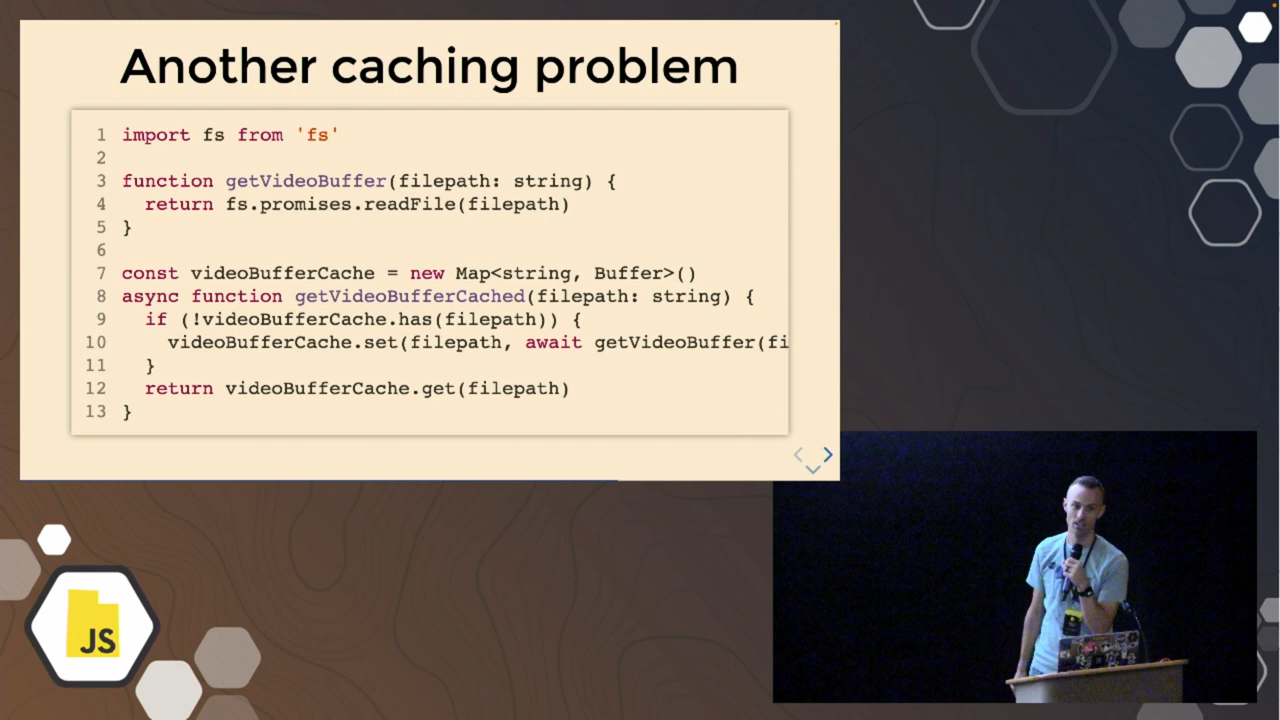 Another caching problem
1 import fs from 'fs'
2
3 function getVideoBuffer(filepath: string) {
4   return fs.promises.readFile(filepath)
5 }
6
7 const videoBufferCache = new Map<string, Buffer>()
8 async function getVideoBufferCached(filepath: string) {
9   if (!videoBufferCache.has(filepath)) {
10     videoBufferCache.set(filepath, await getVideoBuffer(fi
11   }
12   return videoBufferCache.get(filepath)
13 }
JS